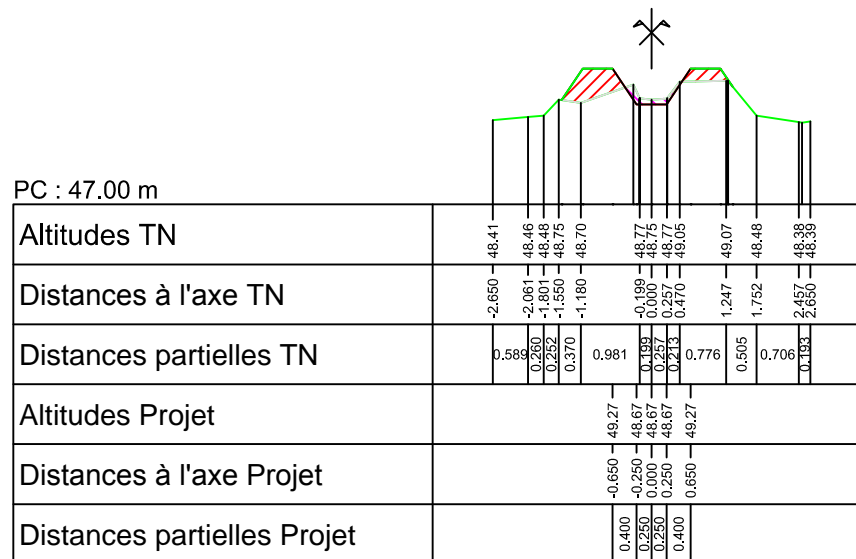 PC : 47.00 m
Altitudes TN
48.41 48.46 48.48 48.75 48.70 48.77 48.75 48.77 49.05 49.07 48.48 48.38 48.39
Distances à l'axe TN
-2.650 -2.061 -1.801 -1.550 -1.180 -0.199 0.000 0.257 0.470 1.247 1.752 2.457 2.650
Distances partielles TN
0.589 0.260 0.252 0.370 0.981 0.199 0.257 0.213 0.776 0.505 0.706 0.193
Altitudes Projet
49.27 48.67 48.67 48.67 49.27
Distances à l'axe Projet
-0.650 -0.250 0.000 0.250 0.650
Distances partielles Projet
0.400 0.250 0.250 0.400